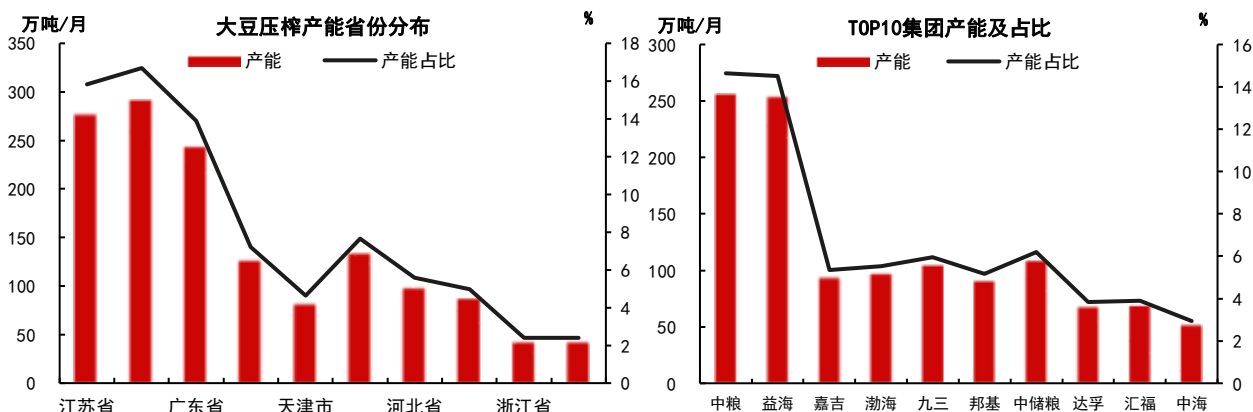 万吨/月
大豆压榨产能省份分布
%
产能
产能占比
350
300
250
200
150
100
50
0
18
16
14
12
10
8
6
4
2
0
江苏省
广东省
天津市
河北省
浙江省
万吨/月
TOP10集团产能及占比
%
产能
产能占比
300
250
200
150
100
50
0
16
14
12
10
8
6
4
2
0
中粮 益海 嘉吉 渤海 九三 邦基 中储粮 达孚 汇福 中海